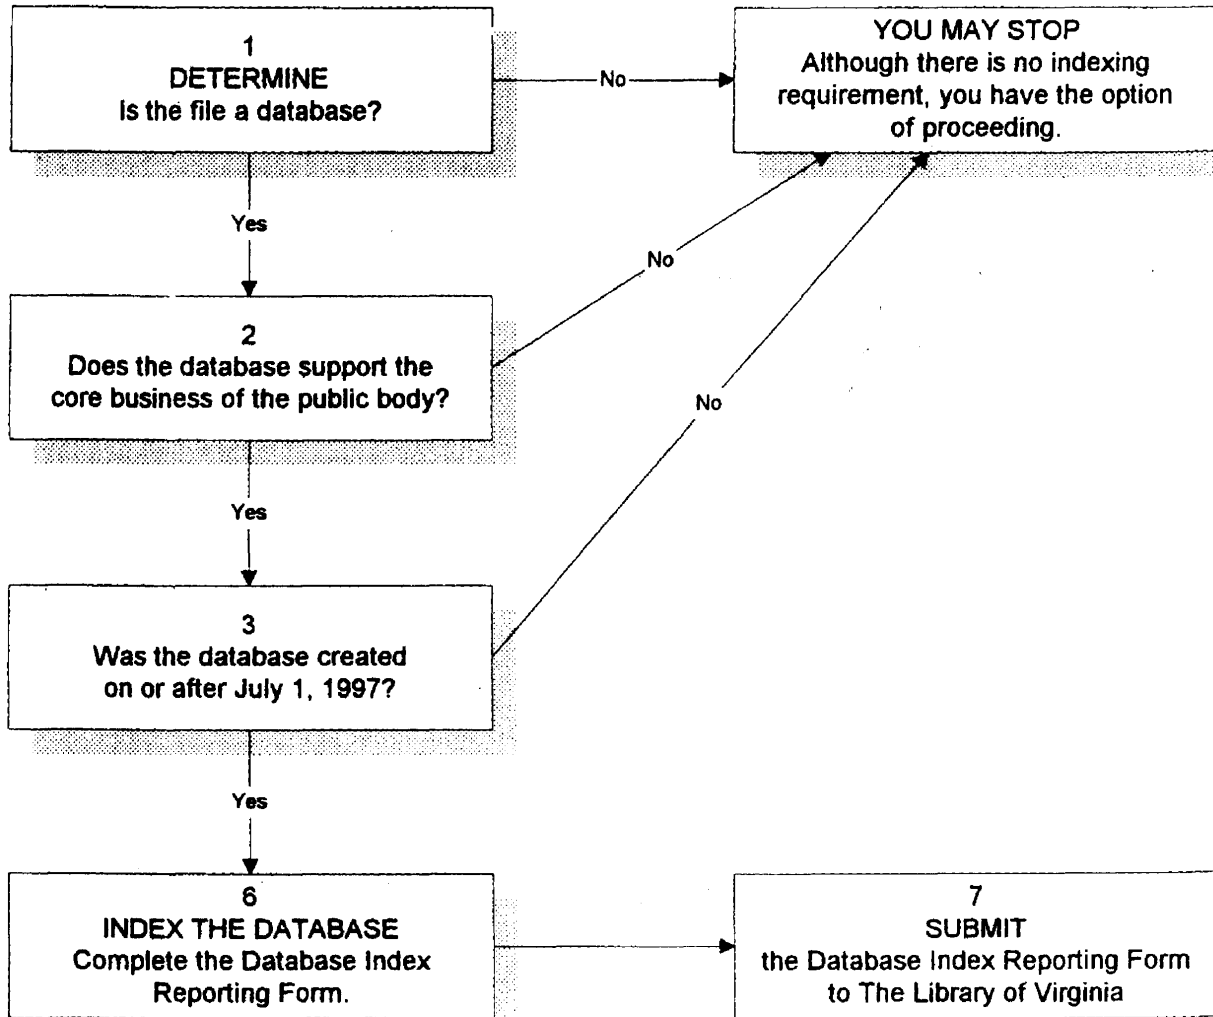 1
DETERMINE
Is the file a database?
No
YOU MAY STOP
Although there is no indexing
requirement, you have the option
of proceeding.
Yes
No
2
Does the database support the
core business of the public body?
No
Yes
3
Was the database created
on or after July 1, 1997?
Yes
6
INDEX THE DATABASE
Complete the Database Index
Reporting Form.
7
SUBMIT
the Database Index Reporting Form
to The Library of Virginia